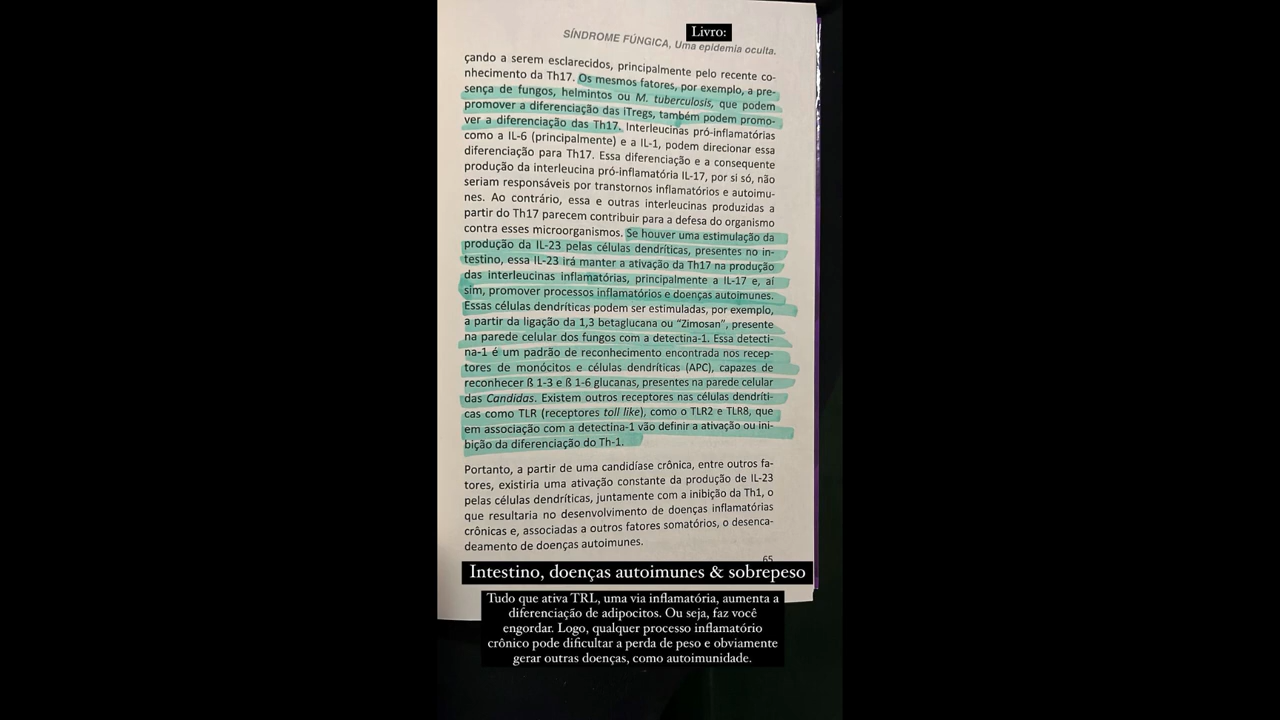 Livro:
SÍNDROME FÚNGICA, Uma epidemia oculta.
çando a serem esclarecidos, principalmente pelo recente co-
nhecimento da Th17. Os mesmos fatores, por exemplo, a pre-
sença de fungos, helmintos ou M. tuberculosis, que podem
promover a diferenciação das iTregs, também podem promo-
ver a diferenciação das Th17. Interleucinas pró-inflamatórias
como a IL-6 (principalmente) e a IL-1, podem direcionar essa
diferenciação para Th17. Essa diferenciação e a consequente
produção da interleucina pró-inflamatória IL-17, por si só, não
seriam responsáveis por transtornos inflamatórios e autoimu-
nes. Ao contrário, essa e outras interleucinas produzidas a
partir do Th17 parecem contribuir para a defesa do organismo
contra esses microorganismos. Se houver uma estimulação da
produção da IL-23 pelas células dendríticas, presentes no in-
testino, essa IL-23 irá manter a ativação da Th17 na produção
das interleucinas inflamatórias, principalmente a IL-17 e, aí
sim, promover processos inflamatórios e doenças autoimunes.
Essas células dendríticas podem ser estimuladas, por exemplo,
a partir da ligação da 1,3 betaglucana ou “Zimosan”, presente
na parede celular dos fungos com a detectina-1. Essa detecti-
na-1 é um padrão de reconhecimento encontrada nos recep-
tores de monócitos e células dendríticas (APC), capazes de
reconhecer ß 1-3 e ß 1-6 glucanas, presentes na parede celular
das Candidas. Existem outros receptores nas células dendríti-
cas como TLR (receptores toll like), como o TLR2 e TLR8, que
em associação com a detectina-1 vão definir a ativação ou ini-
bição da diferenciação do Th-1.
Portanto, a partir de uma candidíase crônica, entre outros fa-
tores, existiria uma ativação constante da produção de IL-23
pelas células dendríticas, juntamente com a inibição da Th1, o
que resultaria no desenvolvimento de doenças inflamatórias
crônicas e, associadas a outros fatores somatórios, o desenca-
deamento de doenças autoimunes.
65
Intestino, doenças autoimunes & sobrepeso
Tudo que ativa TRL, uma via inflamatória, aumenta a
diferenciação de adipocitos. Ou seja, faz você
engordar. Logo, qualquer processo inflamatório
crônico pode dificultar a perda de peso e obviamente
gerar outras doenças, como autoimunidade.